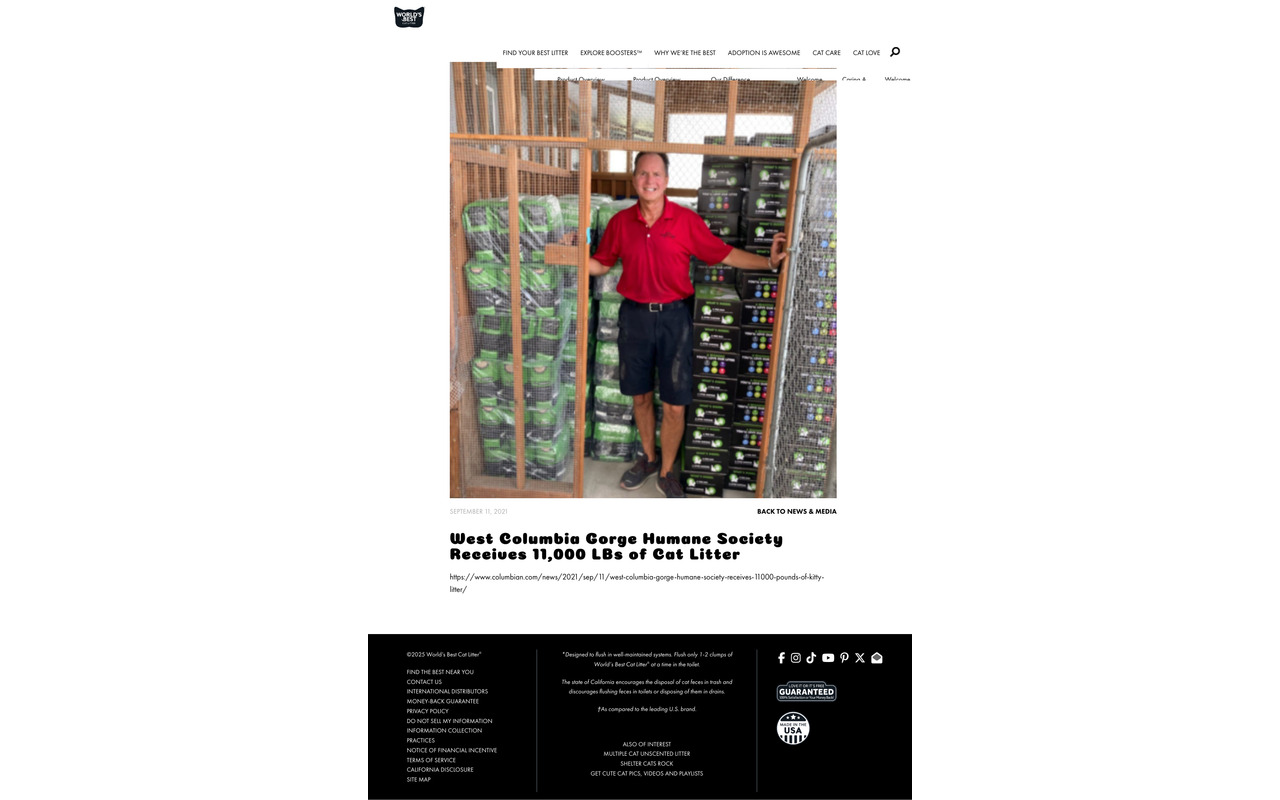 WORLD'S
BEST
CAT LITTER
FIND YOUR BEST LITTER EXPLORE BOOSTERS™ WHY WE'RE THE BEST ADOPTION IS AWESOME CAT CARE CAT LOVE
Product Overview Product Overview Our Difference Welcome Caring & Welcome
SEPTEMBER 11, 2021 BACK TO NEWS & MEDIA
West Columbia Gorge Humane Society
Receives 11,000 LBs of Cat Litter
https://www.columbian.com/news/2021/sep/11/west-columbia-gorge-humane-society-receives-11000-pounds-of-kitty-
litter/
©2025 World's Best Cat Litter®
FIND THE BEST NEAR YOU
CONTACT US
INTERNATIONAL DISTRIBUTORS
MONEY-BACK GUARANTEE
PRIVACY POLICY
DO NOT SELL MY INFORMATION
INFORMATION COLLECTION
PRACTICES
NOTICE OF FINANCIAL INCENTIVE
TERMS OF SERVICE
CALIFORNIA DISCLOSURE
SITE MAP
*Designed to flush in well-maintained systems. Flush only 1-2 clumps of
World's Best Cat Litter® at a time in the toilet.
The state of California encourages the disposal of cat feces in trash and
discourages flushing feces in toilets or disposing of them in drains.
‡As compared to the leading U.S. brand.
ALSO OF INTEREST
MULTIPLE CAT UNSCENTED LITTER
SHELTER CATS ROCK
GET CUTE CAT PICS, VIDEOS AND PLAYLISTS
LOVE IT OR IT'S FREE
GUARANTEED
100% Satisfaction or Your Money Back!
MADE IN THE
USA